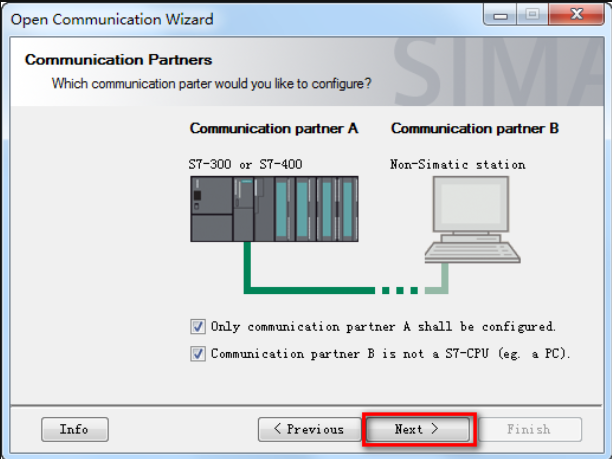 Open Communication Wizard
Communication Partners
Which communication parter would you like to configure?
SIMA
Communication partner A
Communication partner B
S7-300 or S7-400
Non-Simatic station
Only communication partner A shall be configured.
Communication partner B is not a S7-CPU (eg. a PC).
Info
< Previous
Next >
Finish